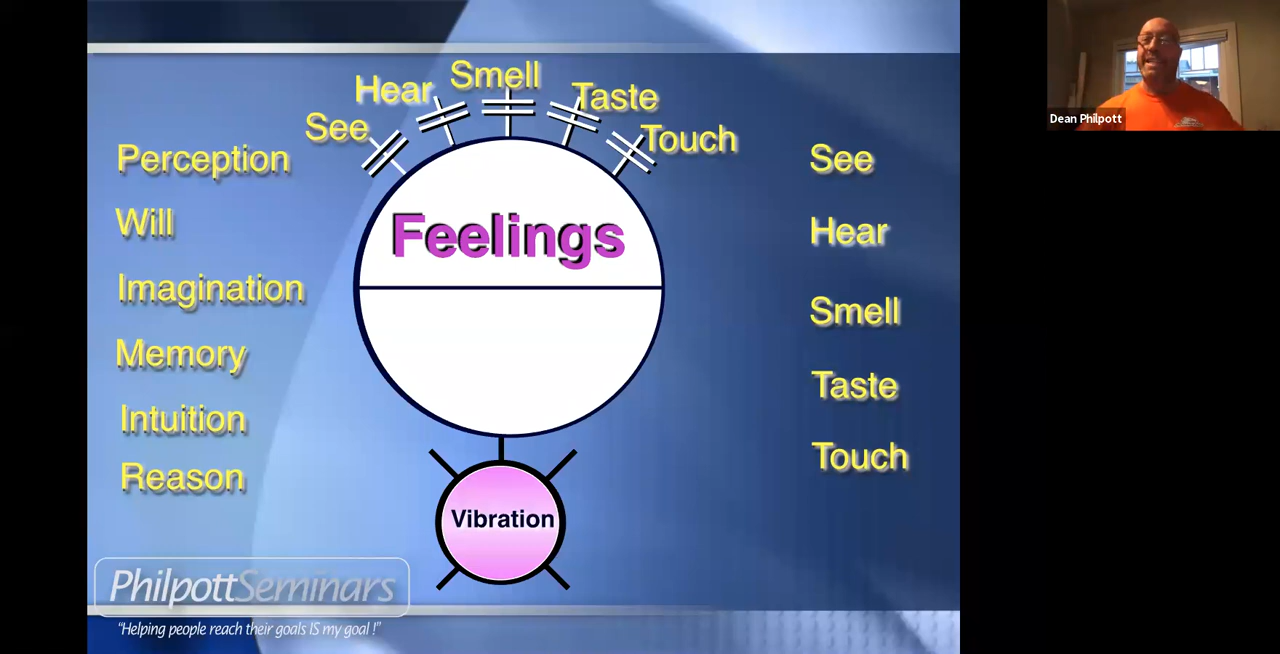 See
Hear
Smell
Taste
Touch
Perception
Will
Imagination
Memory
Intuition
Reason
Feelings
Vibration
See
Hear
Smell
Taste
Touch
PhilpottSeminars
"Helping people reach their goals IS my goal !"
Dean Philpott